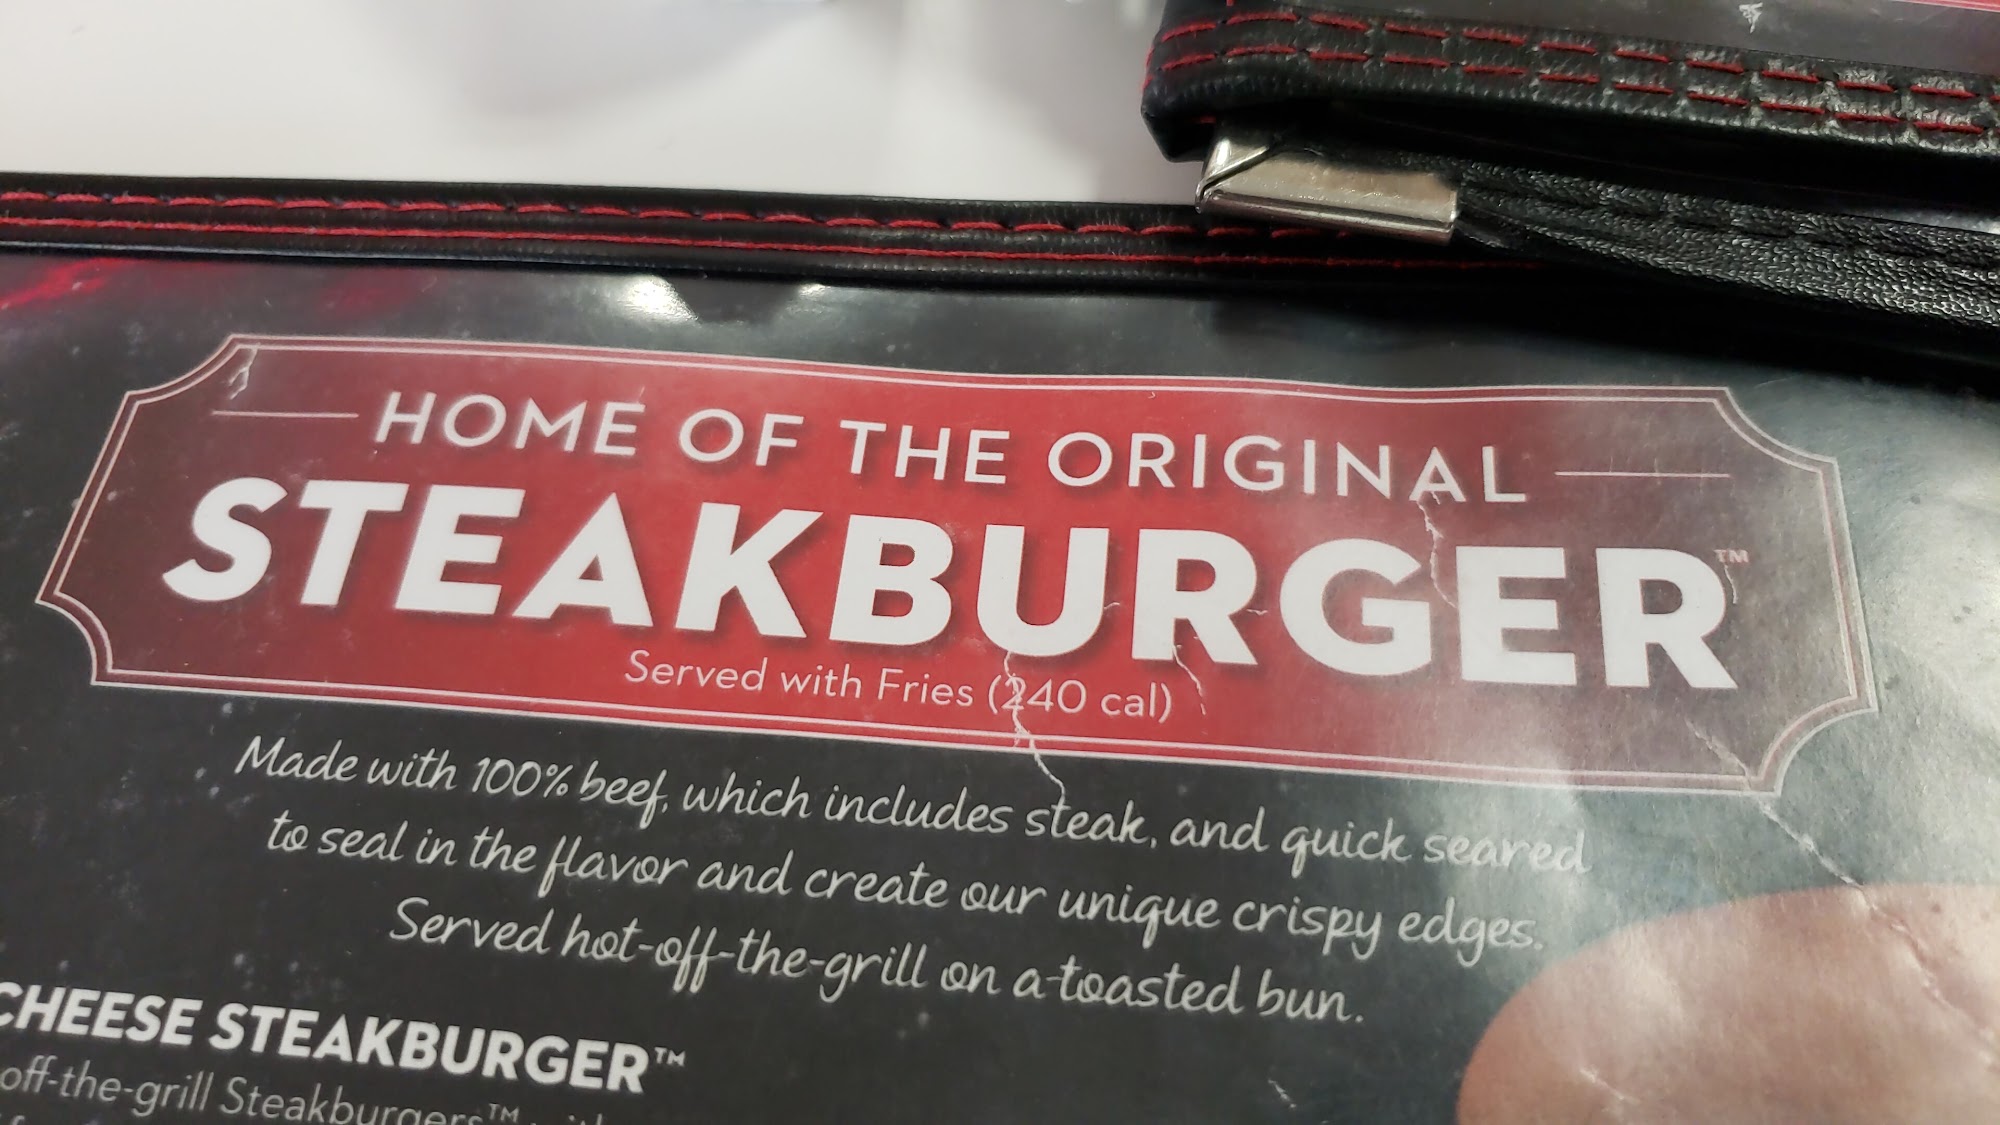 HOME OF THE ORIGINAL
STEAKBURGER™
Served with Fries (240 cal)
Made with 100% beef, which includes steak, and quick seared
to seal in the flavor and create our unique crispy edges.
Served hot-off-the-grill on a toasted bun.
CHEESE STEAKBURGER™
off-the-grill Steakburgers™